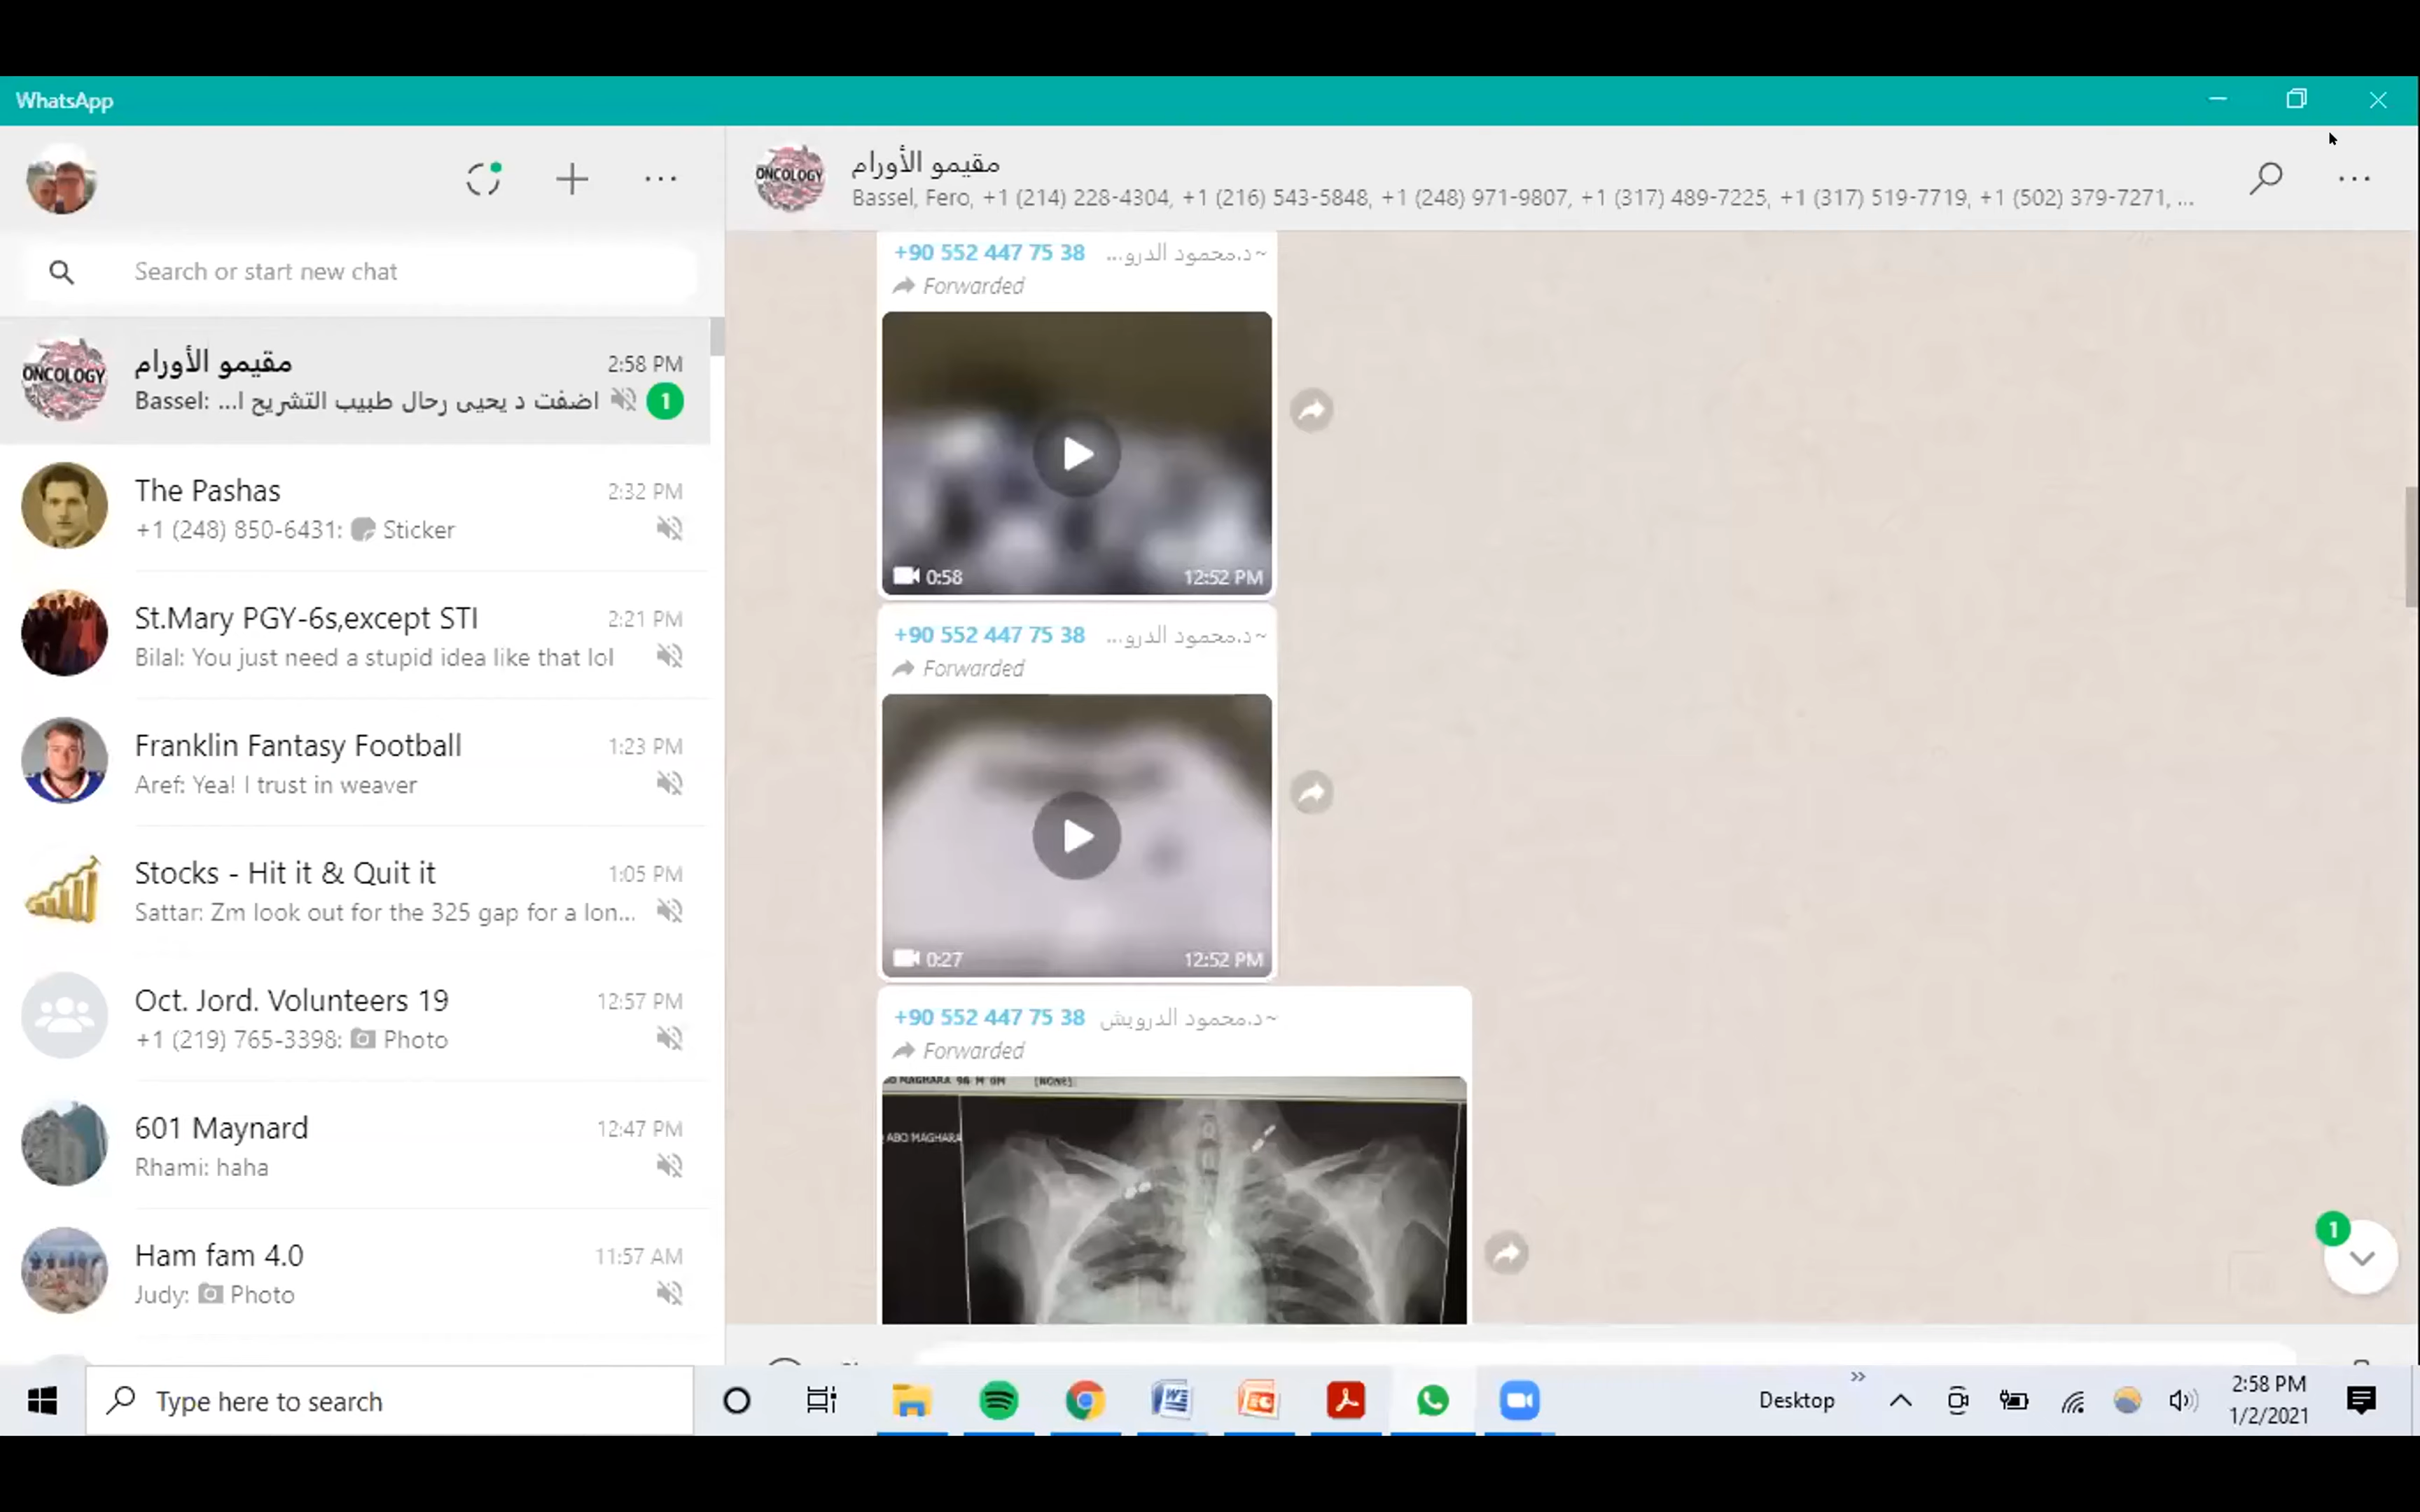 WhatsApp
Search or start new chat
ONCOLOGY
مقيمو الأورام
2:58 PM
Bassel: اضفت د يحيى رحال طبيب التشريح ا...
1
The Pashas
2:32 PM
+1 (248) 850-6431: Sticker
St.Mary PGY-6s,except STI
2:21 PM
Bilal: You just need a stupid idea like that lol
Franklin Fantasy Football
1:23 PM
Aref: Yea! I trust in weaver
Stocks - Hit it & Quit it
1:05 PM
Sattar: Zm look out for the 325 gap for a lon...
Oct. Jord. Volunteers 19
12:57 PM
+1 (219) 765-3398: Photo
601 Maynard
12:47 PM
Rhami: haha
Ham fam 4.0
11:57 AM
Judy: Photo
ONCOLOGY
مقيمو الأورام
Bassel, Fero, +1 (214) 228-4304, +1 (216) 543-5848, +1 (248) 971-9807, +1 (317) 489-7225, +1 (317) 519-7719, +1 (502) 379-7271, ...
+90 552 447 75 38 ~د.محمود الدرو...
Forwarded
0:58 12:52 PM
+90 552 447 75 38 ~د.محمود الدرو...
Forwarded
0:27 12:52 PM
+90 552 447 75 38 ~د.محمود الدرويش
Forwarded
MAGHARA
ABO MAGHARA
1
Type here to search
Desktop
2:58 PM
1/2/2021